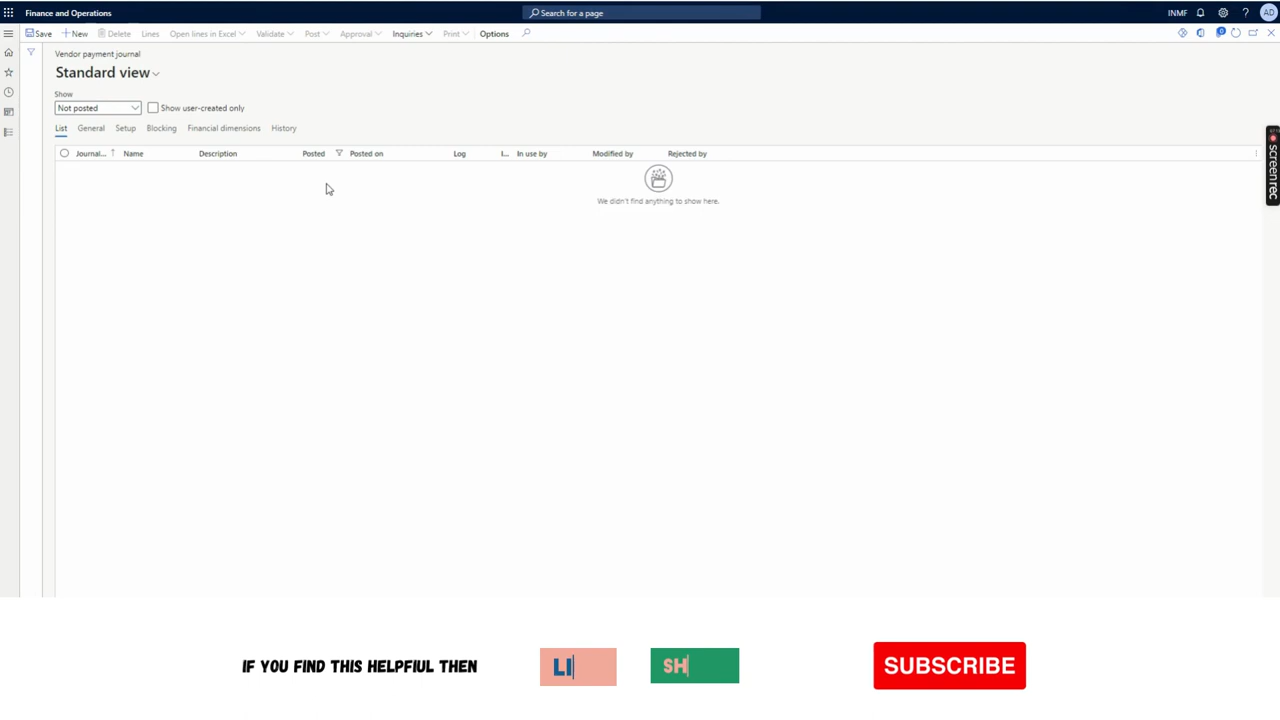 Finance and Operations
Search for a page
INMF
?
AD
Save
New
Delete
Lines
Open lines in Excel
Validate
Post
Approval
Inquiries
Print
Options
0
Vendor payment journal
Standard view
Show
Not posted
Show user-created only
List General Setup Blocking Financial dimensions History
Journal... Name Description Posted Posted on Log I... In use by Modified by Rejected by
We didn't find anything to show here.
screenrec
IF YOU FIND THIS HELPFIUL THEN
LI
SH
SUBSCRIBE